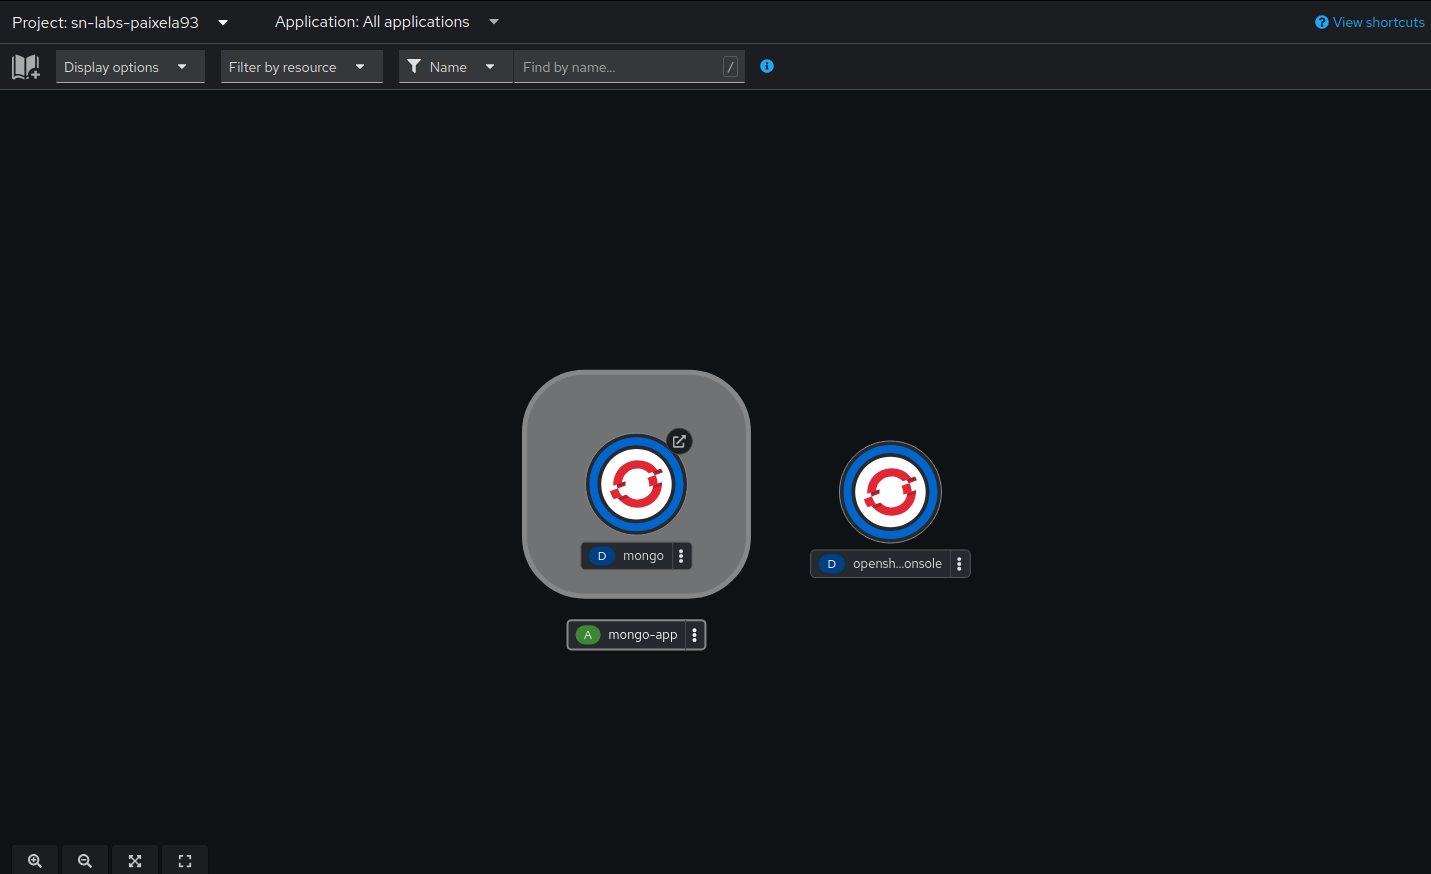 Project: sn-labs-paixela93
Application: All applications
View shortcuts
Display options
Filter by resource
Name
Find by name...
/
D mongo
D opensh...onsole
A mongo-app